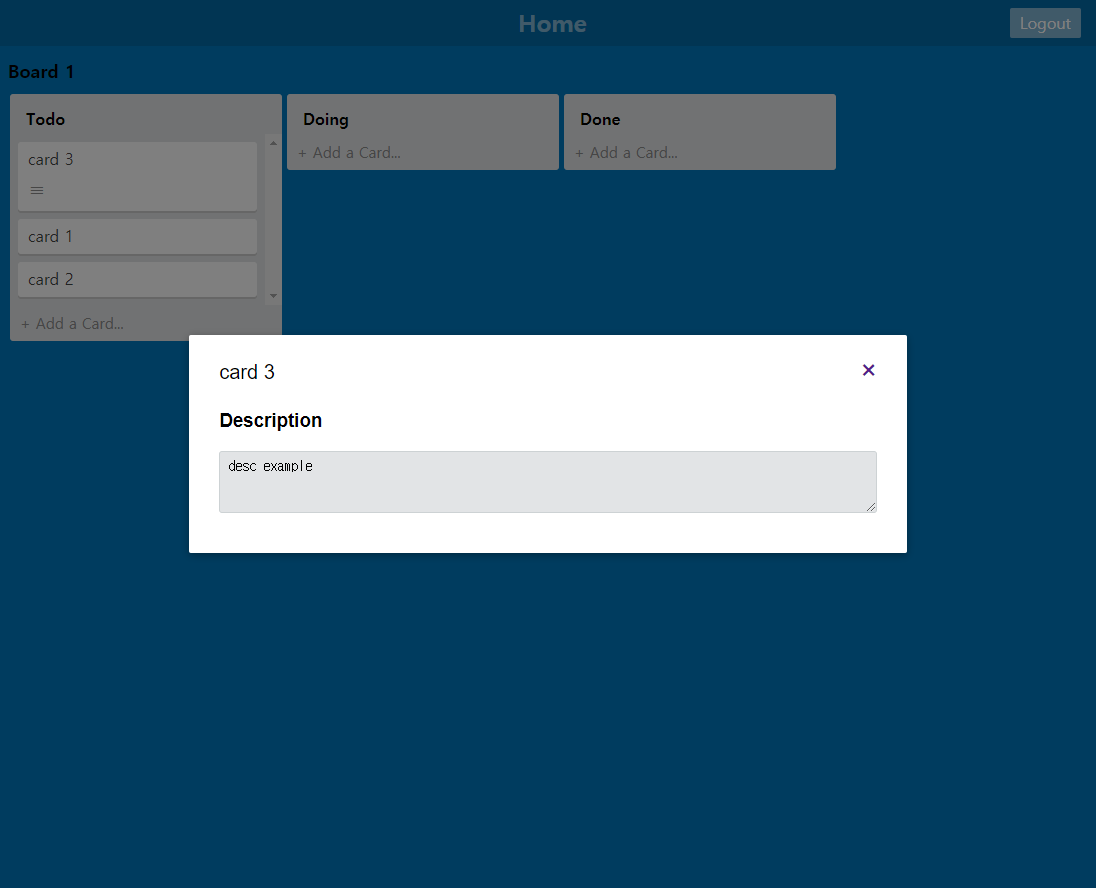 Home
Logout
Board 1
Todo
card 3
card 1
card 2
+ Add a Card...
Doing
+ Add a Card...
Done
+ Add a Card...
card 3
×
Description
desc example